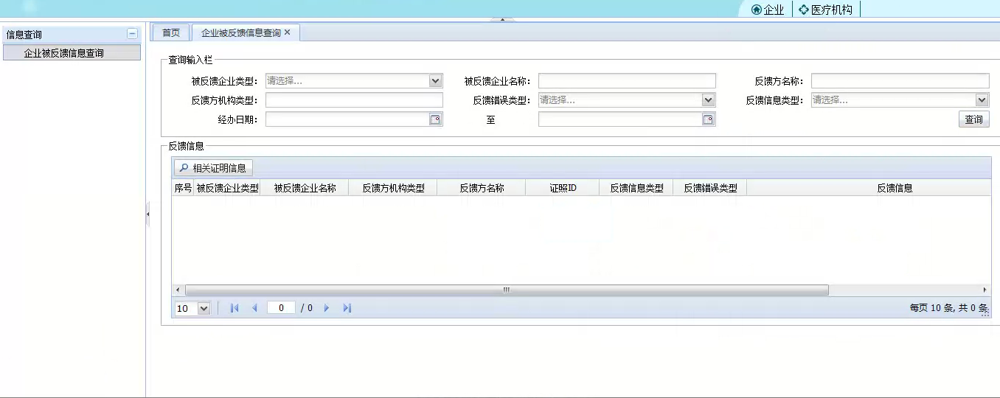 企业 医疗机构
信息查询
企业被反馈信息查询
首页 企业被反馈信息查询
查询输入栏
被反馈企业类型: 请选择... 被反馈企业名称: 反馈方名称:
反馈方机构类型: 反馈错误类型: 请选择... 反馈信息类型: 请选择...
经办日期: 至 查询
反馈信息
相关证明信息
序号 被反馈企业类型 被反馈企业名称 反馈方机构类型 反馈方名称 证照ID 反馈信息类型 反馈错误类型 反馈信息
10 0 / 0 每页 10 条, 共 0 条